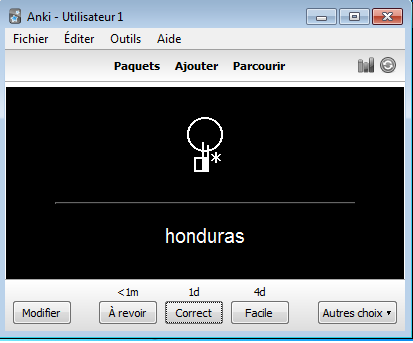 Anki - Utilisateur 1
Fichier Éditer Outils Aide
Paquets Ajouter Parcourir
*
honduras
<1m 1d 4d
Modifier À revoir Correct Facile Autres choix ▾